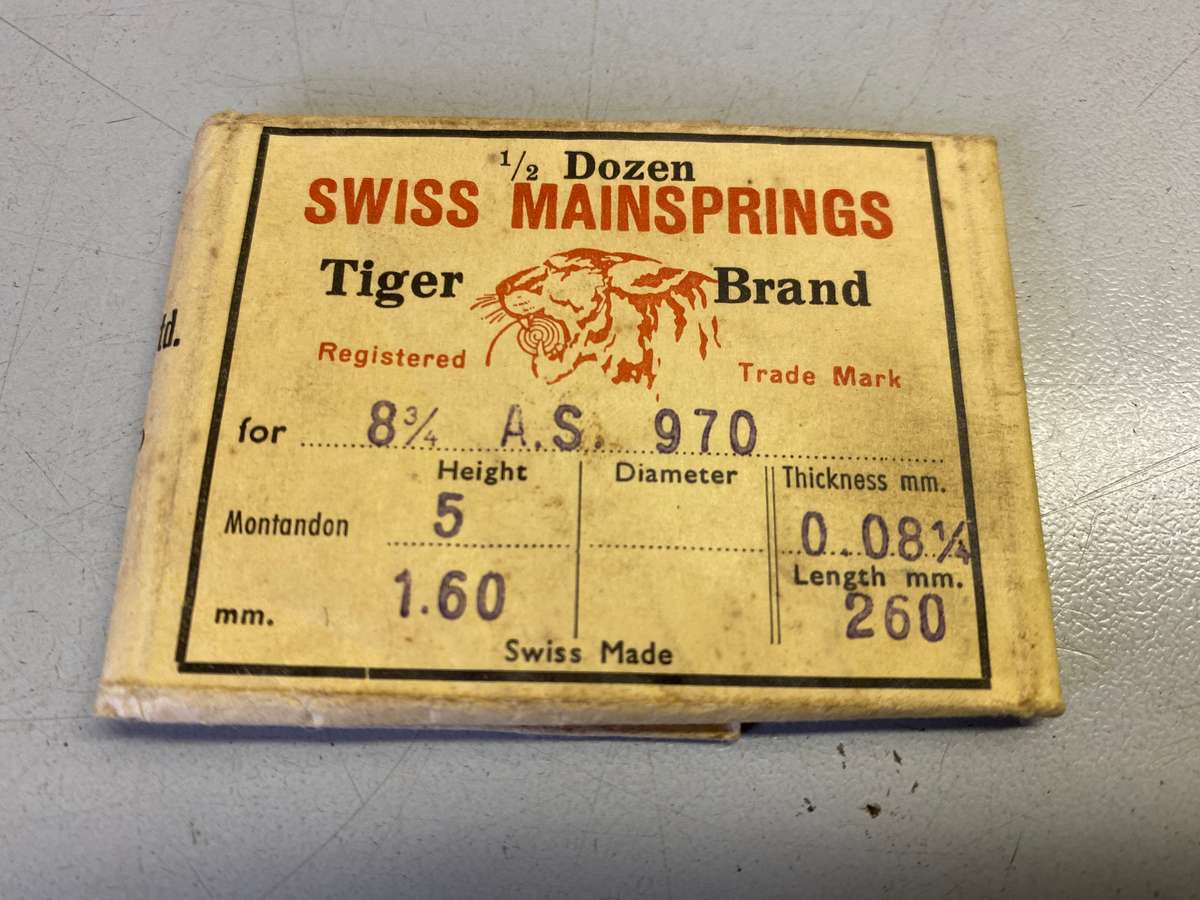 ½ Dozen
SWISS MAINSPRINGS
Tiger Brand
Registered Trade Mark
td.
for 8¾ A.S. 970
Height Diameter Thickness mm.
Montandon 5 0.08¼
Length mm.
mm. 1.60 260
Swiss Made